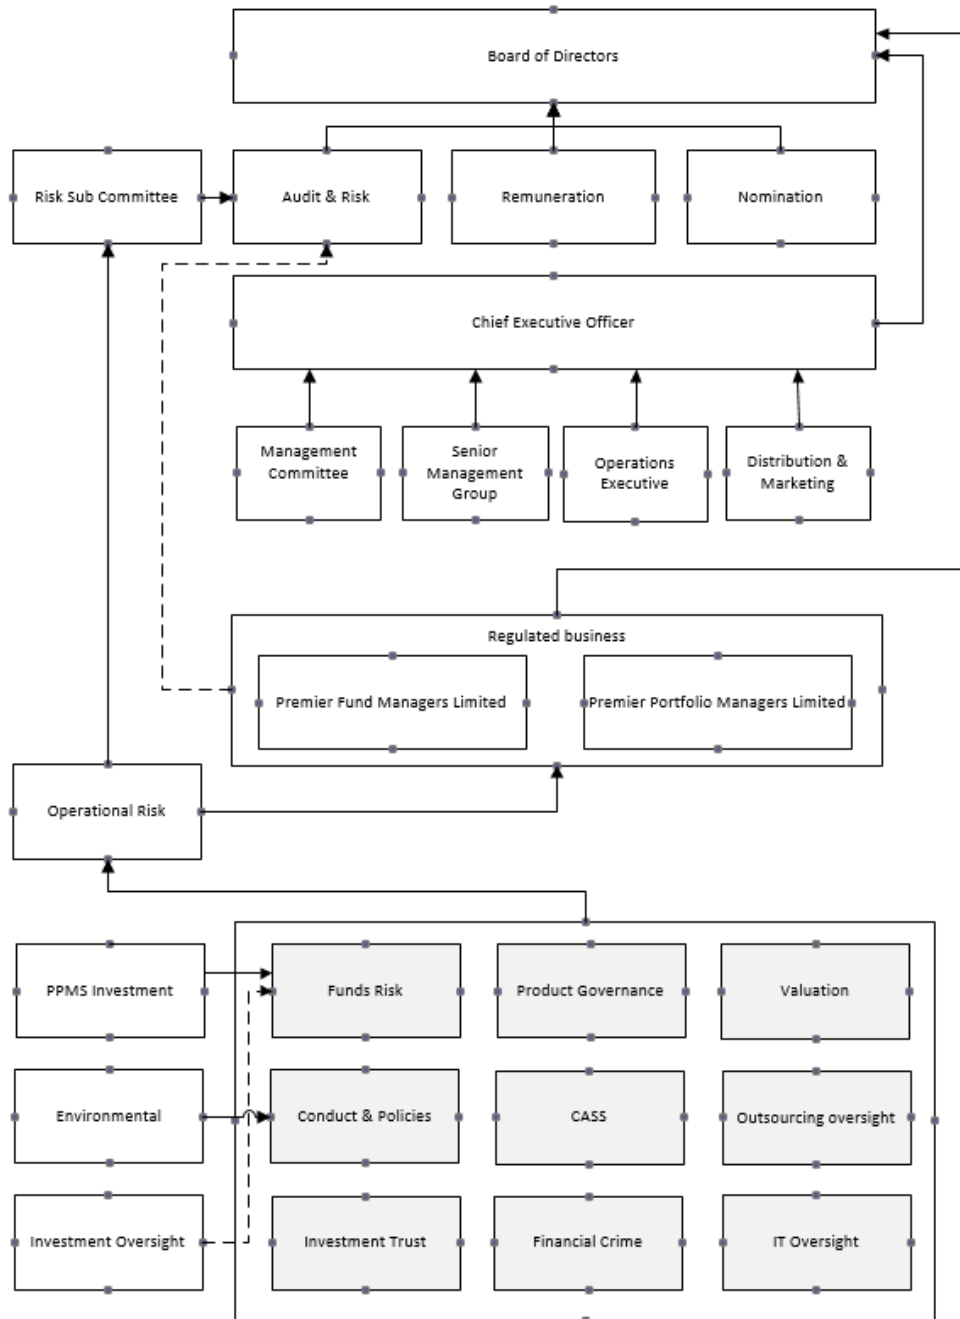 Board of Directors
Risk Sub Committee
Audit & Risk
Remuneration
Nomination
Chief Executive Officer
Management
Committee
Senior
Management
Group
Operations
Executive
Distribution &
Marketing
Regulated business
Premier Fund Managers Limited
Premier Portfolio Managers Limited
Operational Risk
PPMS Investment
Funds Risk
Product Governance
Valuation
Environmental
Conduct & Policies
CASS
Outsourcing oversight
Investment Oversight
Investment Trust
Financial Crime
IT Oversight